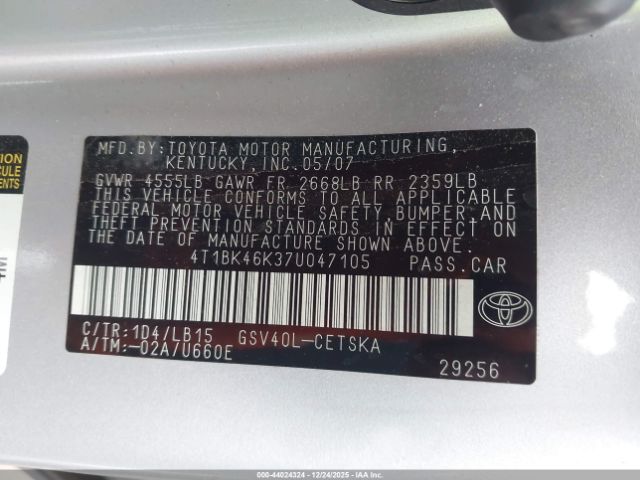 MFD.BY:TOYOTA MOTOR MANUFACTURING,
KENTUCKY,INC.05/07
GVWR 4555LB GAWR FR 2668LB RR 2359LB
THIS VEHICLE CONFORMS TO ALL APPLICABLE
FEDERAL MOTOR VEHICLE SAFETY,BUMPER,AND
THEFT PREVENTION STANDARDS IN EFFECT ON
THE DATE OF MANUFACTURE SHOWN ABOVE.
4T1BK46K37U047105 PASS.CAR
C/TR:1D4/LB15 GSV40L-CETSKA
A/TM:-02A/U660E
29256
TOYOTA
000-44024324 | 12/24/2025 | IAAI.CA